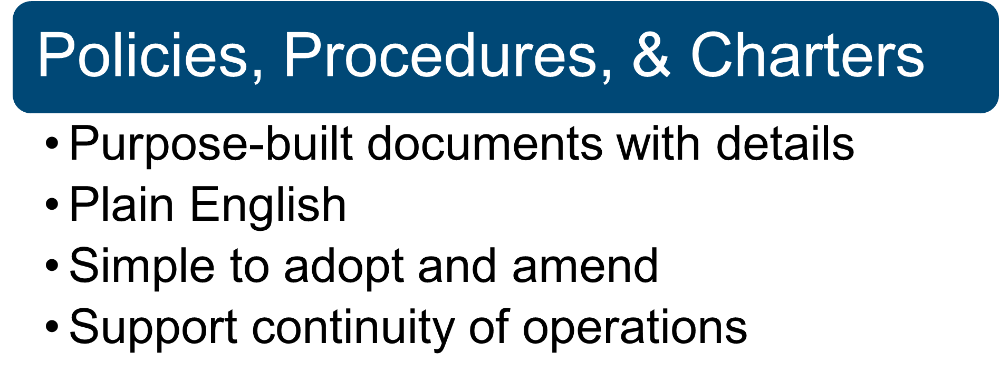 Policies, Procedures, & Charters
• Purpose-built documents with details
• Plain English
• Simple to adopt and amend
• Support continuity of operations